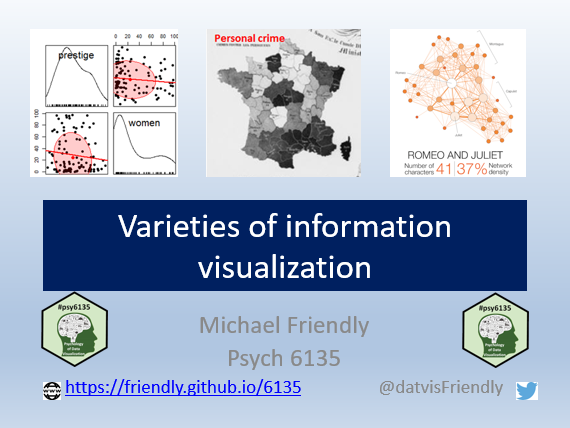 prestige
0 20 40 60 80 100
women
0 20 40 60 80 100
Personal crime
ROMEO AND JULIET
Number of characters 41 | 37% Network density
Varieties of information
visualization
#psy6135
Psychology
of Data
Visualization
Michael Friendly
Psych 6135
#psy6135
Psychology
of Data
Visualization
https://friendly.github.io/6135
@datvisFriendly